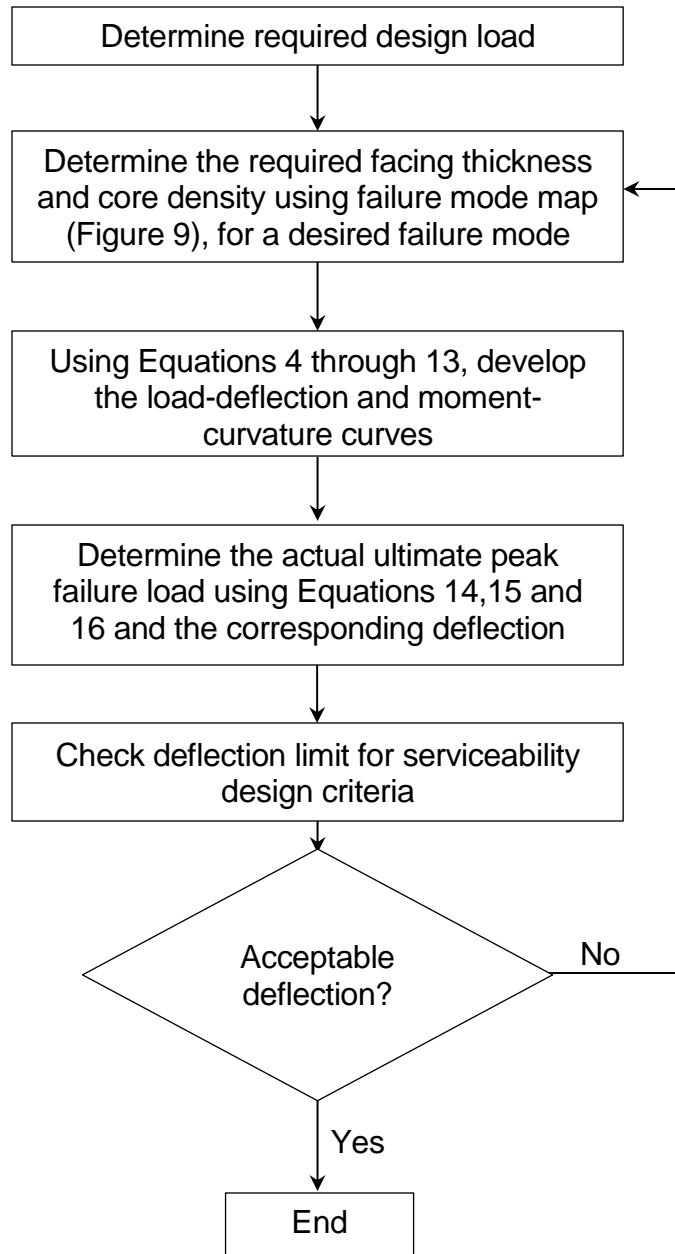 Determine required design load
Determine the required facing thickness
and core density using failure mode map
(Figure 9), for a desired failure mode
Using Equations 4 through 13, develop
the load-deflection and moment-
curvature curves
Determine the actual ultimate peak
failure load using Equations 14,15 and
16 and the corresponding deflection
Check deflection limit for serviceability
design criteria
Acceptable
deflection?
No
Yes
End